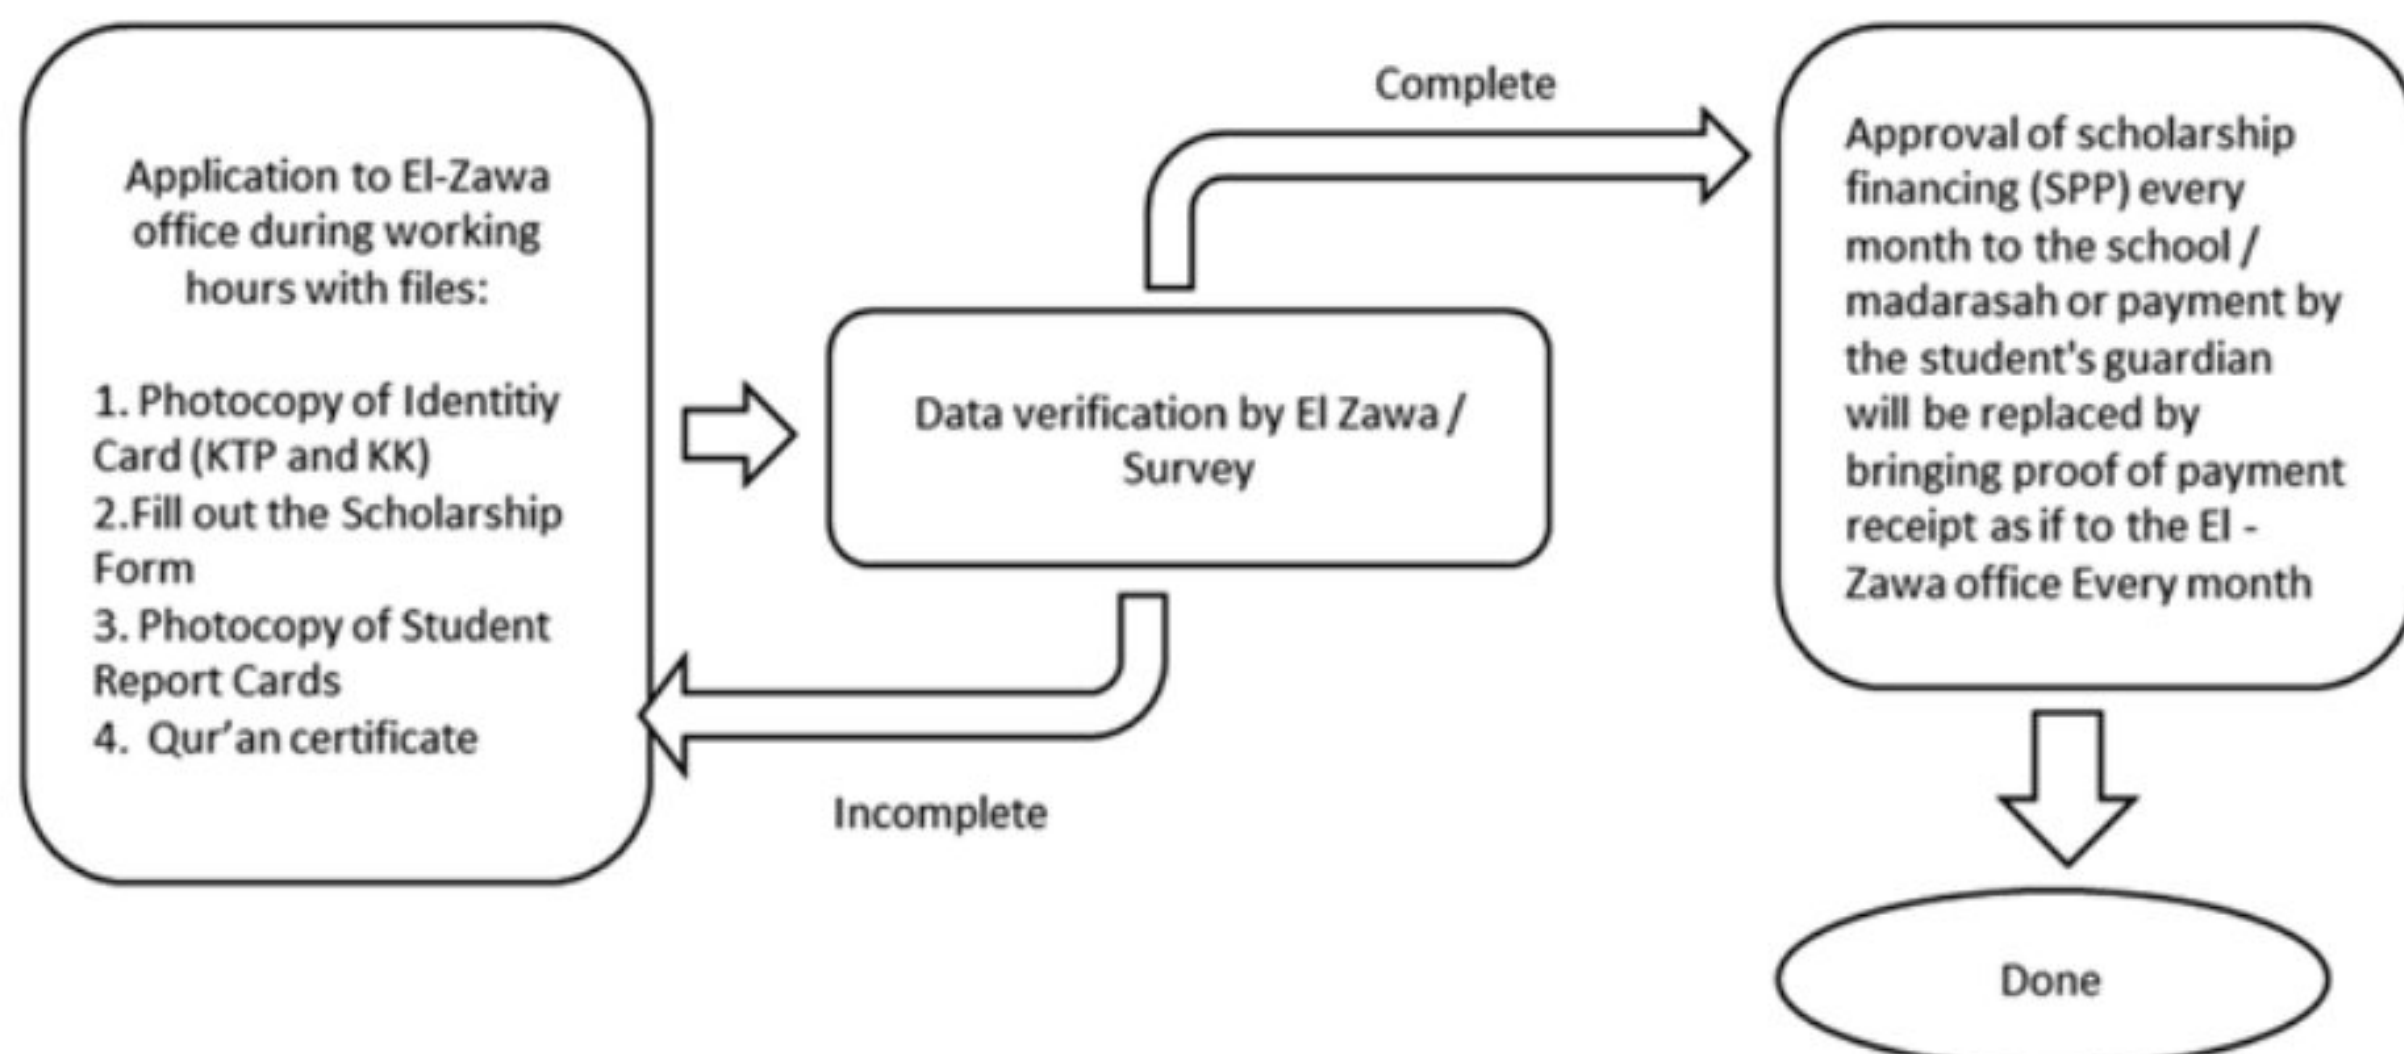 Application to El-Zawa
office during working
hours with files:
1. Photocopy of Identitiy
Card (KTP and KK)
2.Fill out the Scholarship
Form
3. Photocopy of Student
Report Cards
4. Qur'an certificate
Data verification by El Zawa /
Survey
Complete
Incomplete
Approval of scholarship
financing (SPP) every
month to the school /
madarasah or payment by
the student's guardian
will be replaced by
bringing proof of payment
receipt as if to the El -
Zawa office Every month
Done